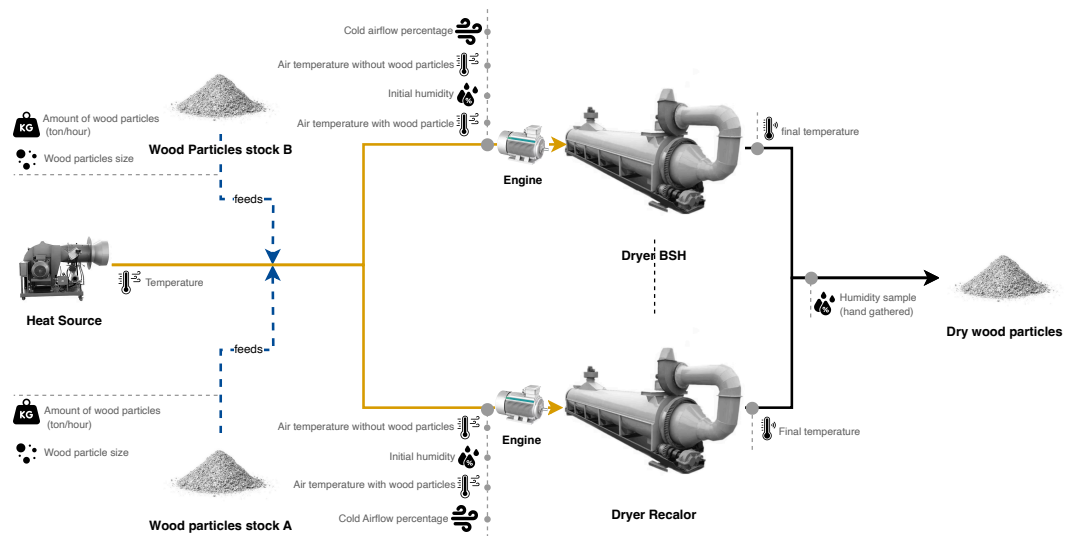 Cold airflow percentage
Air temperature without wood particles
Initial humidity
%
Air temperature with wood particle
KG
Amount of wood particles
(ton/hour)
Wood particles size
Wood Particles stock B
feeds
Engine
final temperature
Dryer BSH
Temperature
Heat Source
Humidity sample
(hand gathered)
%
Dry wood particles
feeds
KG
Amount of wood particles
(ton/hour)
Wood particle size
Wood particles stock A
Engine
Air temperature without wood particles
Initial humidity
%
Air temperature with wood particles
Cold Airflow percentage
Final temperature
Dryer Recalor